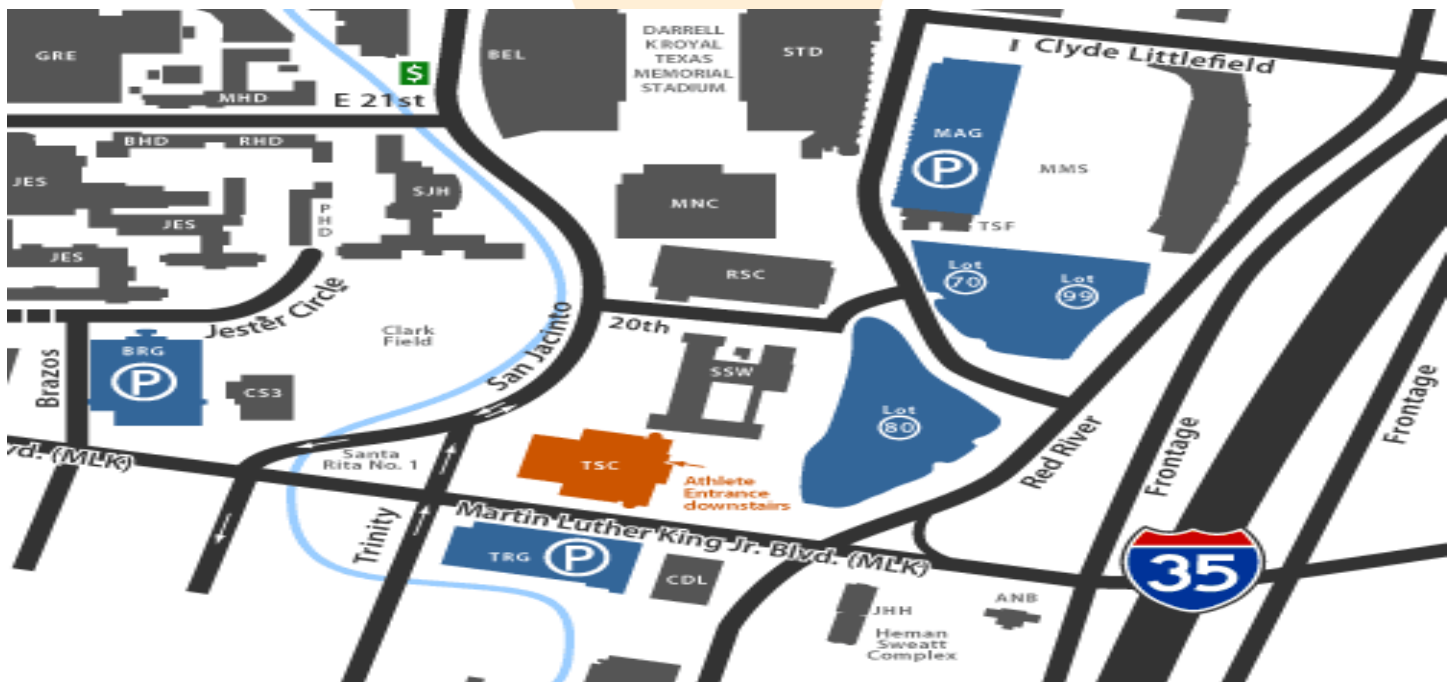 GRE
MHD
$
E 21st
BEL
DARRELL
K ROYAL
TEXAS
MEMORIAL
STADIUM
STD
I Clyde Littlefield
BHD
RHD
JES
JES
JES
PHD
SJH
MNC
RSC
MAG
P
MMS
TSF
Lot
70
Lot
99
Jester Circle
Clark
Field
San Jacinto
20th
Brazos
BRG
P
CS3
SSW
Lot
80
Santa
Rita No. 1
TSC
Athlete
Entrance
downstairs
Red River
Frontage
Frontage
vd. (MLK)
Trinity
Martin Luther King Jr. Blvd. (MLK)
TRG
P
CDL
35
JHH
Heman
Sweatt
Complex
ANB